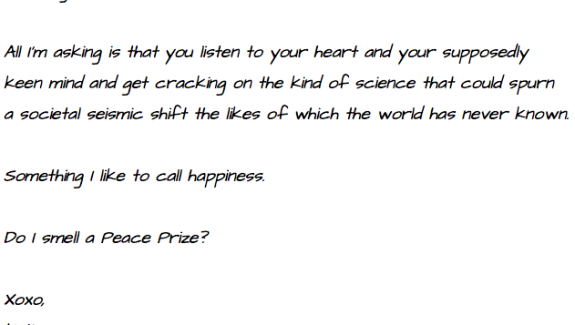 All I'm asking is that you listen to your heart and your supposedly
keen mind and get cracking on the kind of science that could spurn
a societal seismic shift the likes of which the world has never known.
Something I like to call happiness.
Do I smell a Peace Prize?
Xoxo,